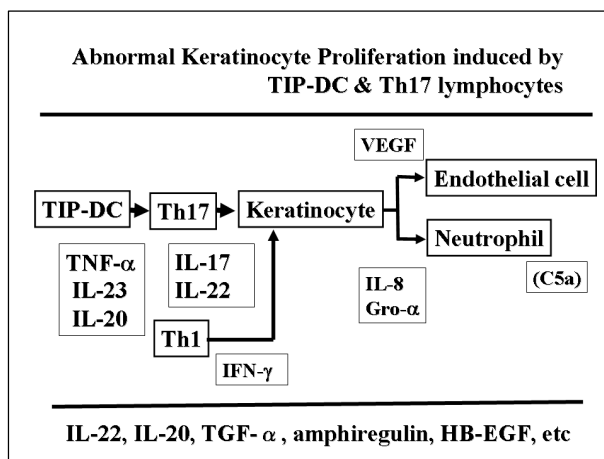 Abnormal Keratinocyte Proliferation induced by
TIP-DC & Th17 lymphocytes
VEGF
Endothelial cell
TIP-DC
Th17
Keratinocyte
Neutrophil
TNF-α
IL-23
IL-20
IL-17
IL-22
IL-8
Gro-α
(C5a)
Th1
IFN-γ
IL-22, IL-20, TGF- α , amphiregulin, HB-EGF, etc